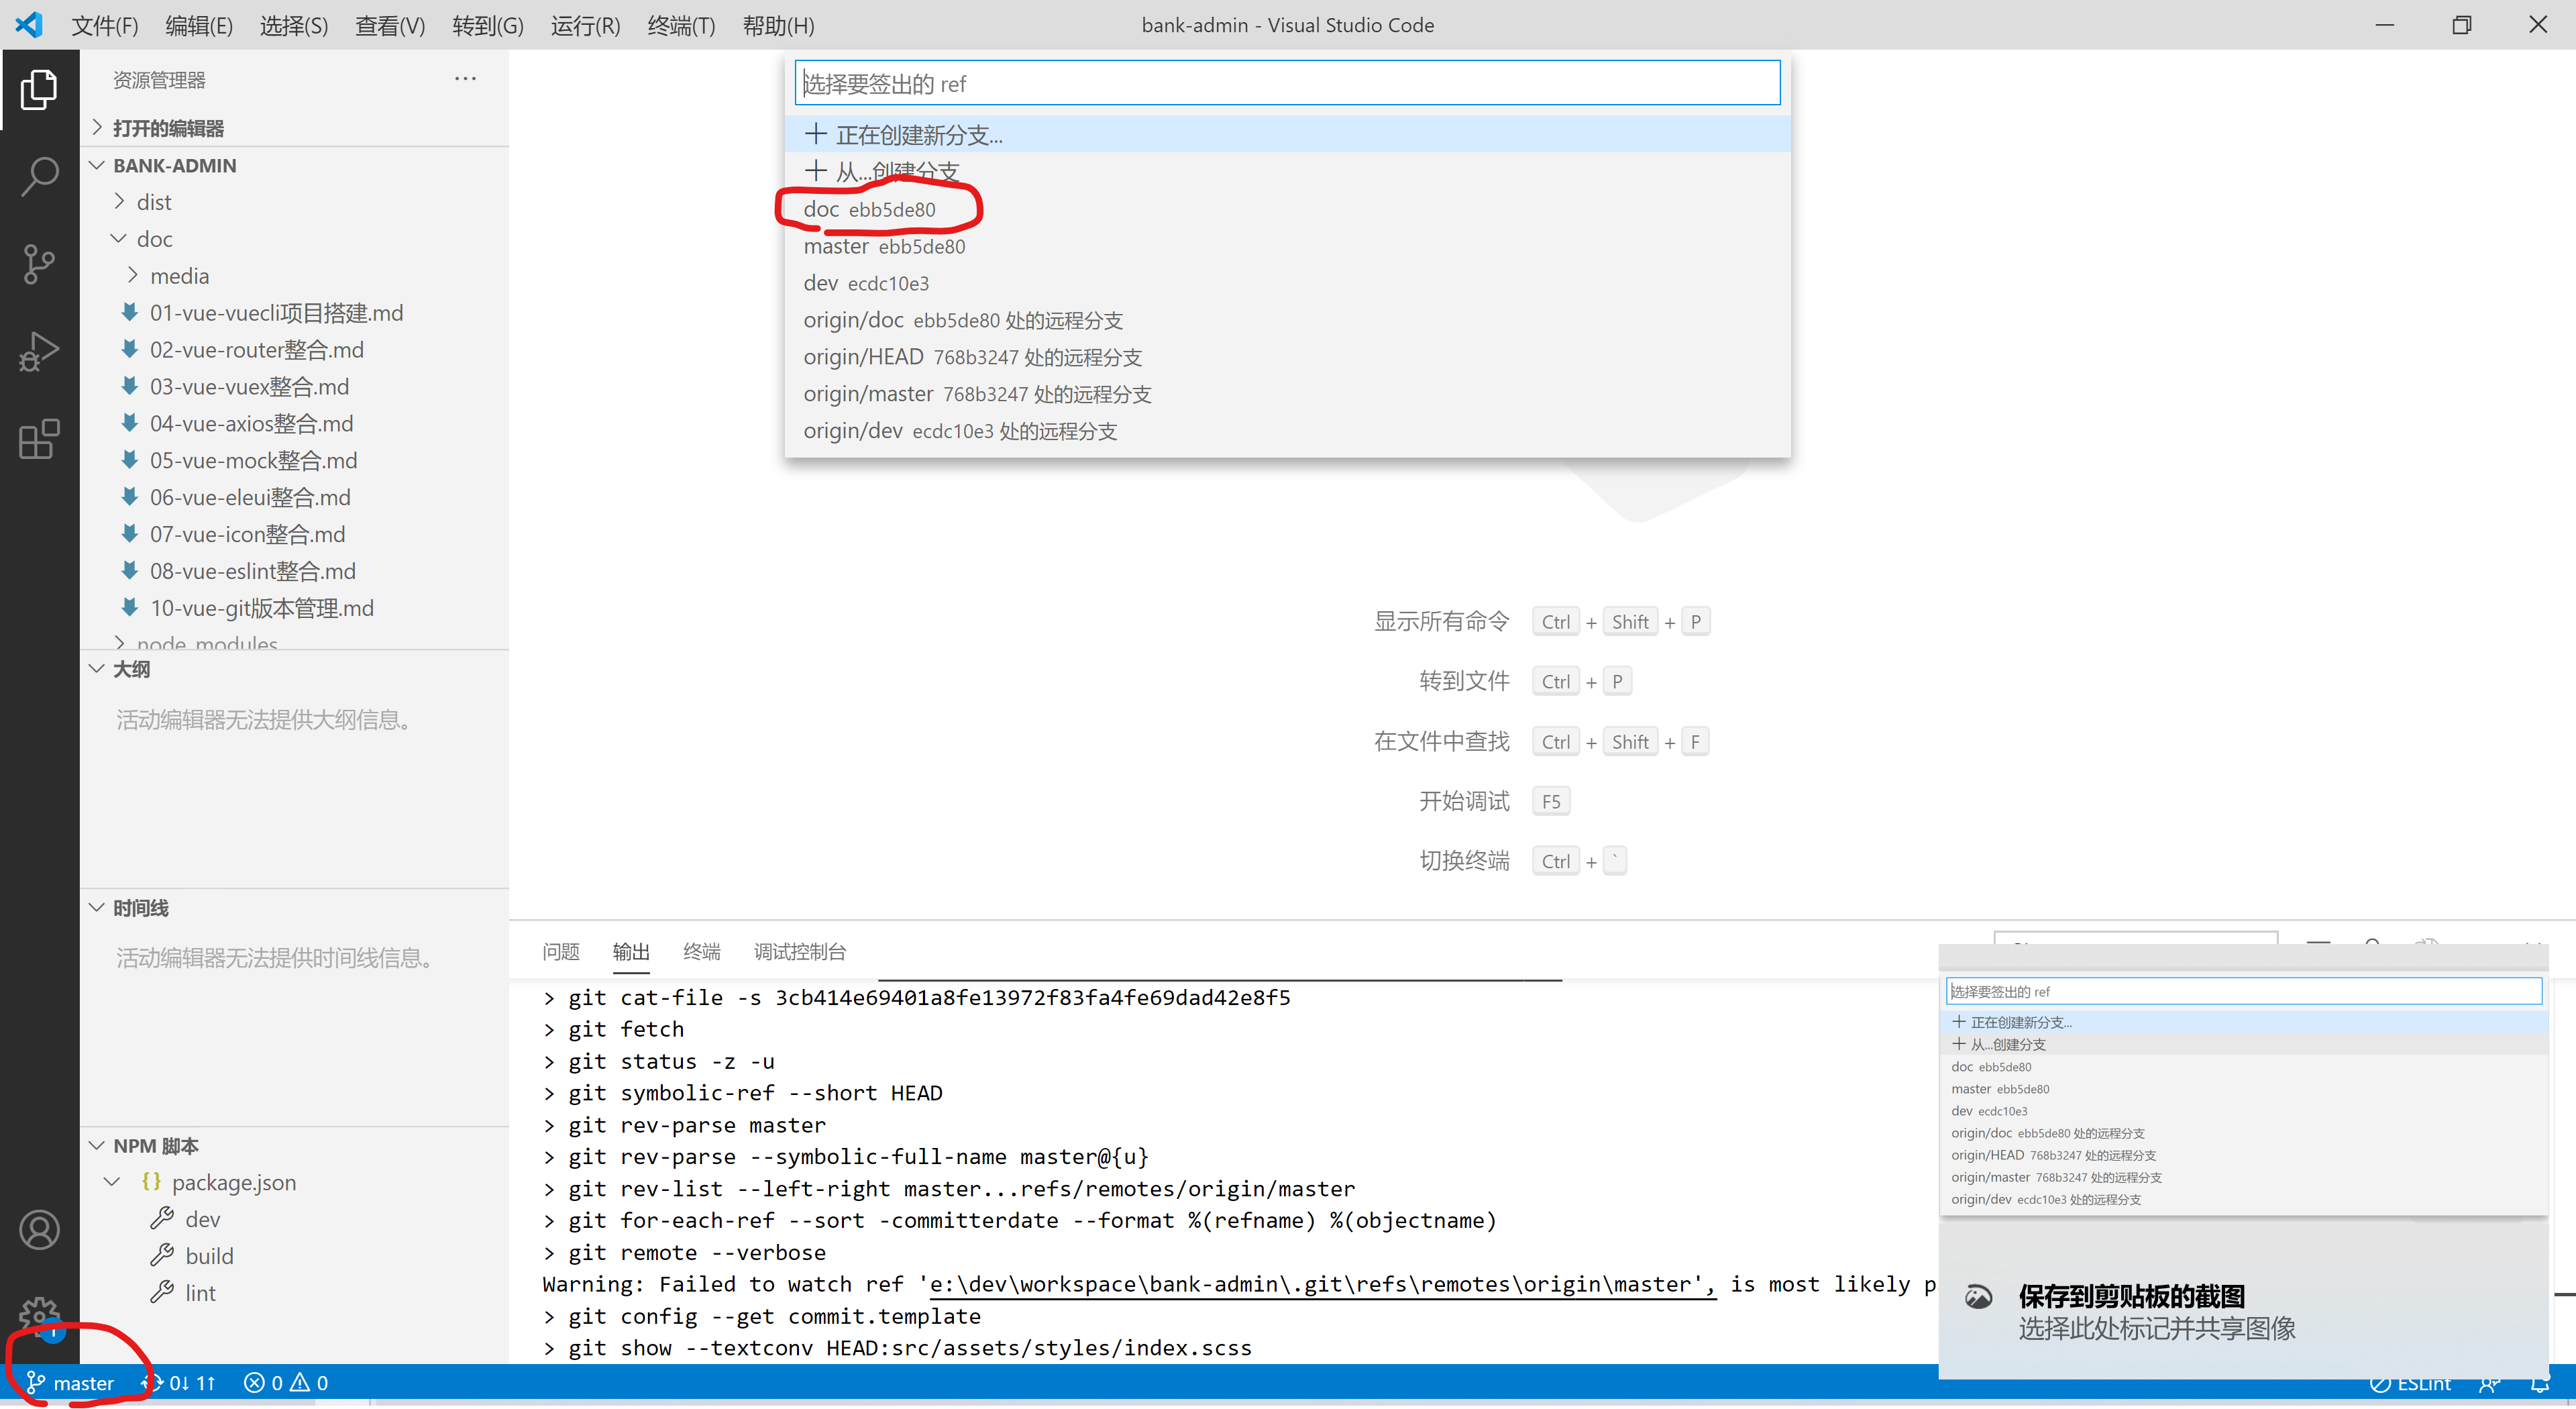 文件(F) 编辑(E) 选择(S) 查看(V) 转到(G) 运行(R) 终端(T) 帮助(H)
bank-admin - Visual Studio Code
资源管理器
打开的编辑器
BANK-ADMIN
dist
doc
media
01-vue-vuecli项目搭建.md
02-vue-router整合.md
03-vue-vuex整合.md
04-vue-axios整合.md
05-vue-mock整合.md
06-vue-eleui整合.md
07-vue-icon整合.md
08-vue-eslint整合.md
10-vue-git版本管理.md
node_modules
大纲
活动编辑器无法提供大纲信息。
时间线
活动编辑器无法提供时间线信息。
NPM 脚本
package.json
dev
build
lint
选择要签出的 ref
正在创建新分支...
从...创建分支
doc ebb5de80
master ebb5de80
dev ecdc10e3
origin/doc ebb5de80 处的远程分支
origin/HEAD 768b3247 处的远程分支
origin/master 768b3247 处的远程分支
origin/dev ecdc10e3 处的远程分支
显示所有命令 Ctrl + Shift + P
转到文件 Ctrl + P
在文件中查找 Ctrl + Shift + F
开始调试 F5
切换终端 Ctrl + `
问题 输出 终端 调试控制台
> git cat-file -s 3cb414e69401a8fe13972f83fa4fe69dad42e8f5
> git fetch
> git status -z -u
> git symbolic-ref --short HEAD
> git rev-parse master
> git rev-parse --symbolic-full-name master@{u}
> git rev-list --left-right master...refs/remotes/origin/master
> git for-each-ref --sort -committerdate --format %(refname) %(objectname)
> git remote --verbose
Warning: Failed to watch ref 'e:\dev\workspace\bank-admin\.git\refs\remotes\origin\master', is most likely p
> git config --get commit.template
> git show --textconv HEAD:src/assets/styles/index.scss
选择要签出的 ref
正在创建新分支...
从...创建分支
doc ebb5de80
master ebb5de80
dev ecdc10e3
origin/doc ebb5de80 处的远程分支
origin/HEAD 768b3247 处的远程分支
origin/master 768b3247 处的远程分支
origin/dev ecdc10e3 处的远程分支
保存到剪贴板的截图
选择此处标记并共享图像
1
master 0↓ 1↑ 0 0
ESLint